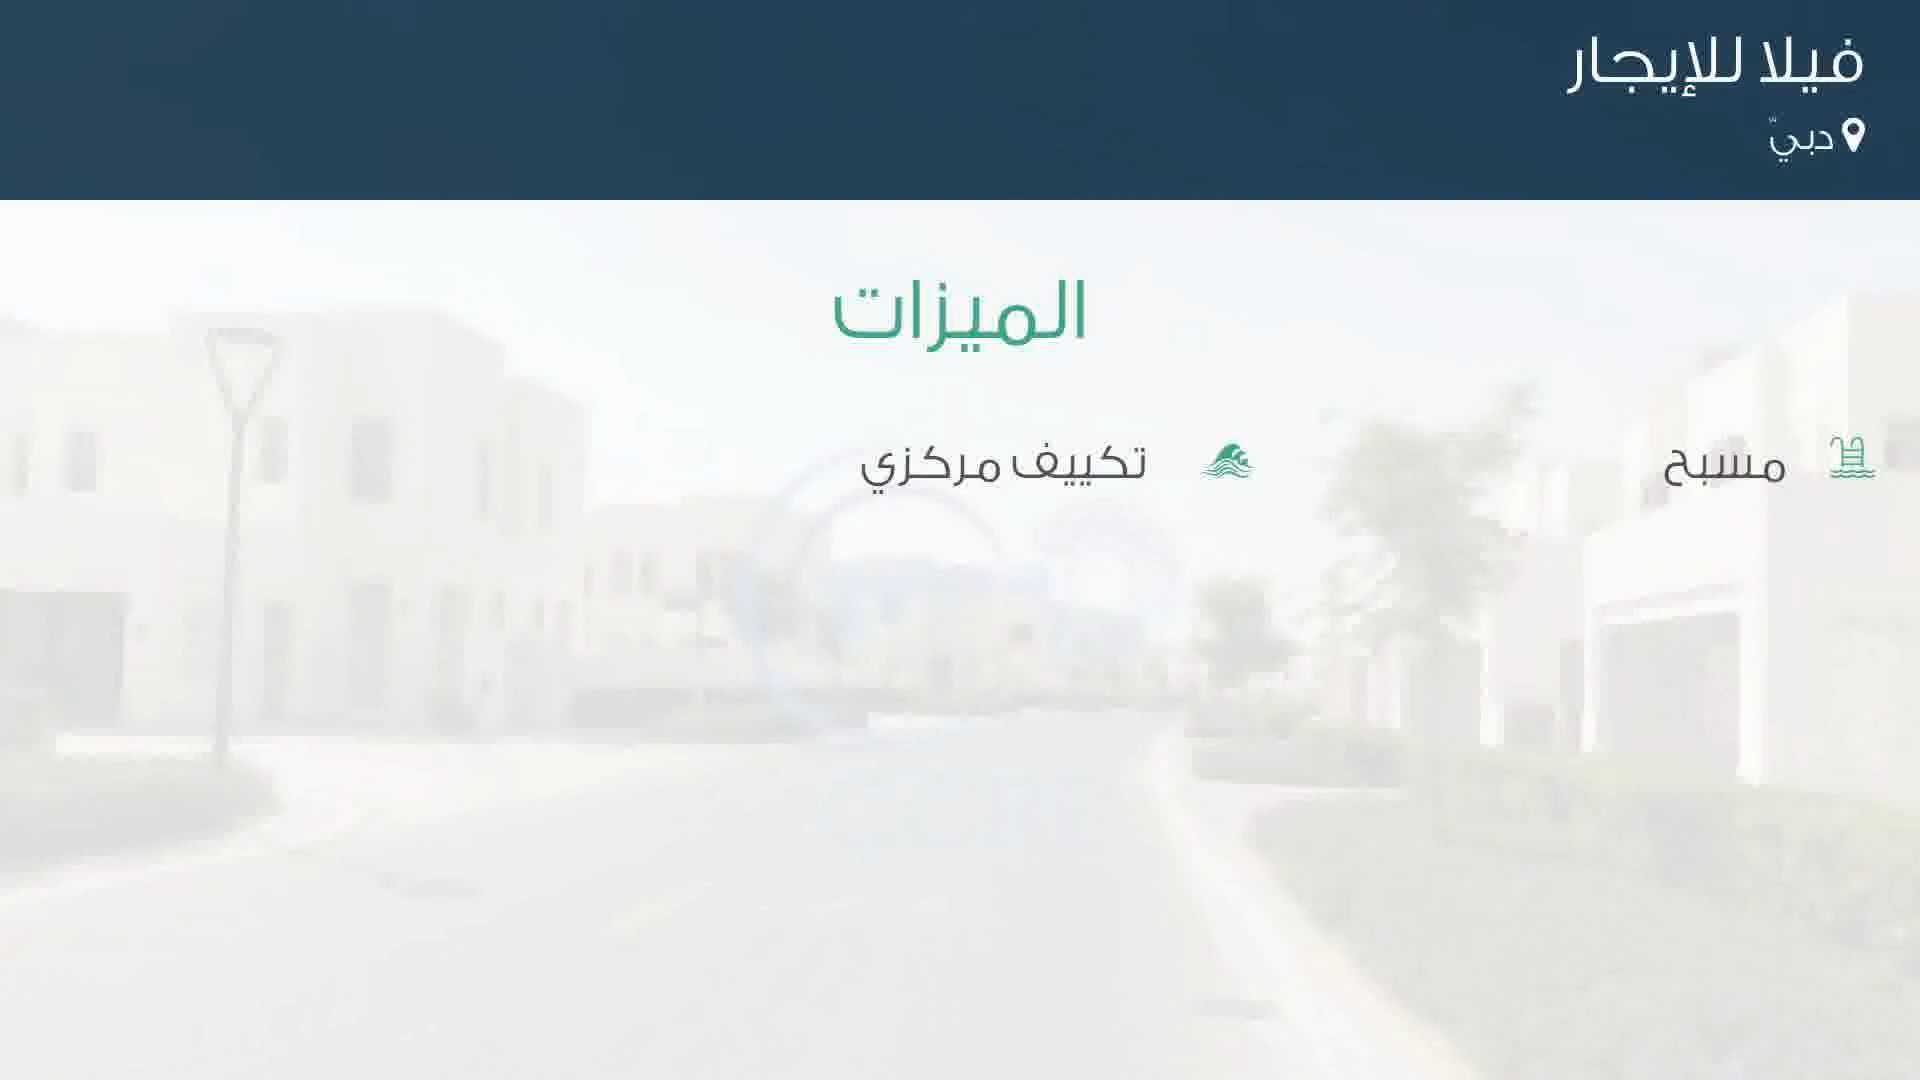 فيلا للإيجار
دبيّ
الميزات
مسبح
تكييف مركزي